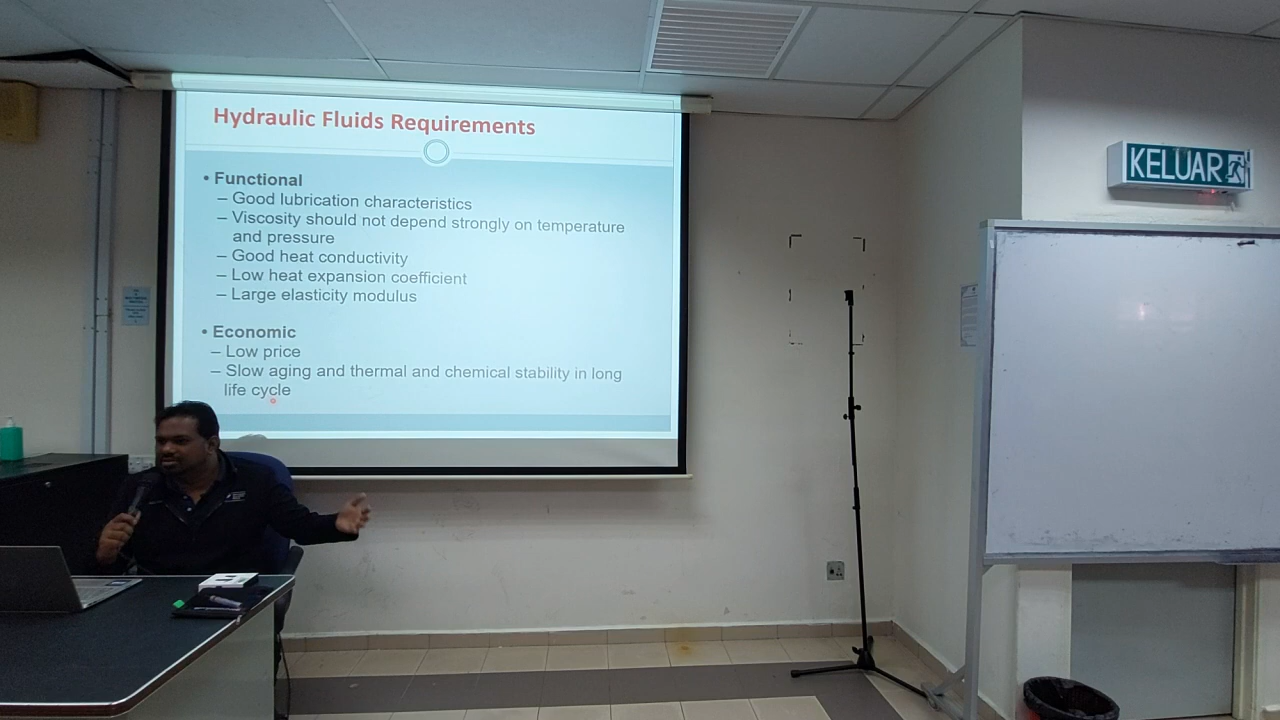 Hydraulic Fluids Requirements
• Functional
– Good lubrication characteristics
– Viscosity should not depend strongly on temperature
and pressure
– Good heat conductivity
– Low heat expansion coefficient
– Large elasticity modulus
• Economic
– Low price
– Slow aging and thermal and chemical stability in long
life cycle
KELUAR